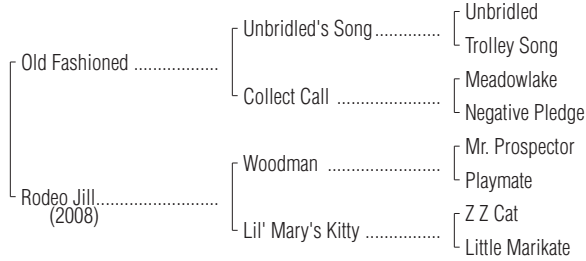 Unbridled
Unbridled's Song..............
Trolley Song
Old Fashioned ..................
Meadowlake
Collect Call ......................
Negative Pledge
Mr. Prospector
Woodman ........................
Playmate
Rodeo Jill..........................
(2008)
Z Z Cat
Lil' Mary's Kitty ................
Little Marikate